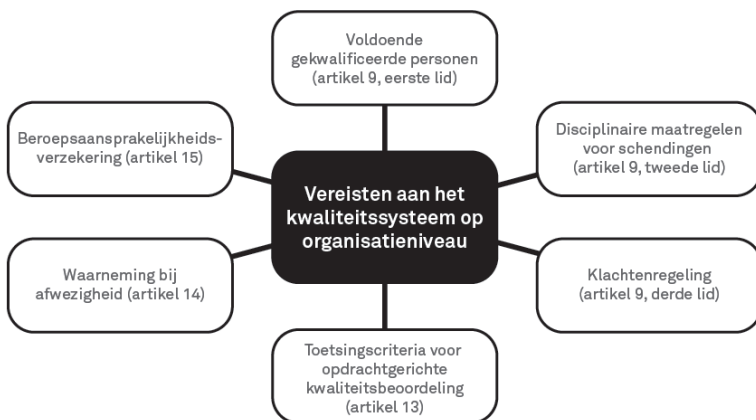 Voldoende
gekwalificeerde personen
(artikel 9, eerste lid)
Beroepsaansprakelijkheids-
verzekering (artikel 15)
Disciplinaire maatregelen
voor schendingen
(artikel 9, tweede lid)
Vereisten aan het
kwaliteitssysteem op
organisatieniveau
Waarneming bij
afwezigheid (artikel 14)
Klachtenregeling
(artikel 9, derde lid)
Toetsingscriteria voor
opdrachtgerichte
kwaliteitsbeoordeling
(artikel 13)